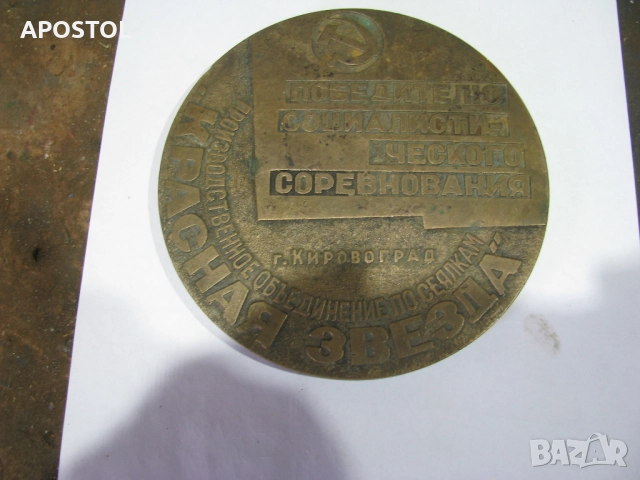 APOSTOL
ПОБЕДИТЕЛЮ
СОЦИАЛИСТИ-
ЧЕСКОГО
СОРЕВНОВАНИЯ
г. КИРОВОГРАД
ПРОИЗВОДСТВЕННОЕ ОБЪЕДИНЕНИЕ ПО СЕЯЛКАМ
"КРАСНАЯ ЗВЕЗДА"
BAZAR